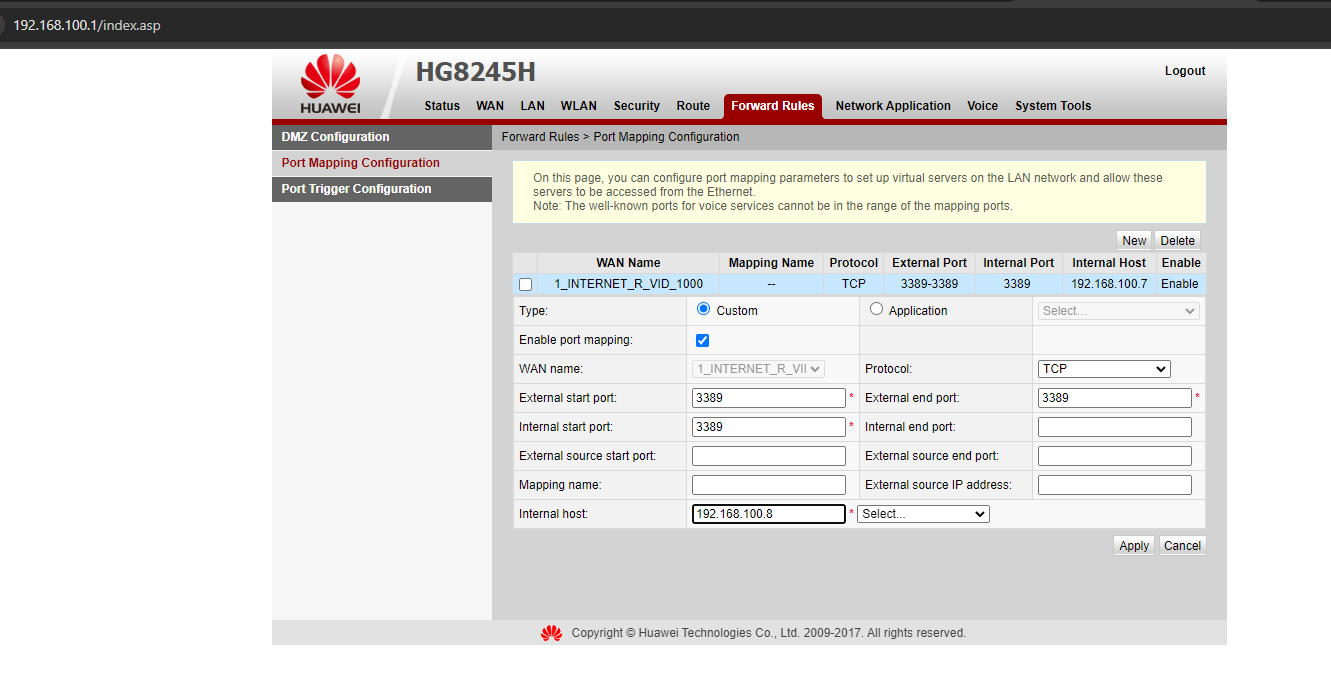 192.168.100.1/index.asp
HUAWEI
HG8245H
Logout
Status WAN LAN WLAN Security Route Forward Rules Network Application Voice System Tools
DMZ Configuration
Port Mapping Configuration
Port Trigger Configuration
Forward Rules > Port Mapping Configuration
On this page, you can configure port mapping parameters to set up virtual servers on the LAN network and allow these
servers to be accessed from the Ethernet.
Note: The well-known ports for voice services cannot be in the range of the mapping ports.
New Delete
WAN Name Mapping Name Protocol External Port Internal Port Internal Host Enable
1_INTERNET_R_VID_1000 -- TCP 3389-3389 3389 192.168.100.7 Enable
Type: Custom Application Select...
Enable port mapping:
WAN name: 1_INTERNET_R_VII Protocol: TCP
External start port: 3389 * External end port: 3389 *
Internal start port: 3389 * Internal end port:
External source start port: External source end port:
Mapping name: External source IP address:
Internal host: 192.168.100.8 * Select...
Apply Cancel
Copyright © Huawei Technologies Co., Ltd. 2009-2017. All rights reserved.